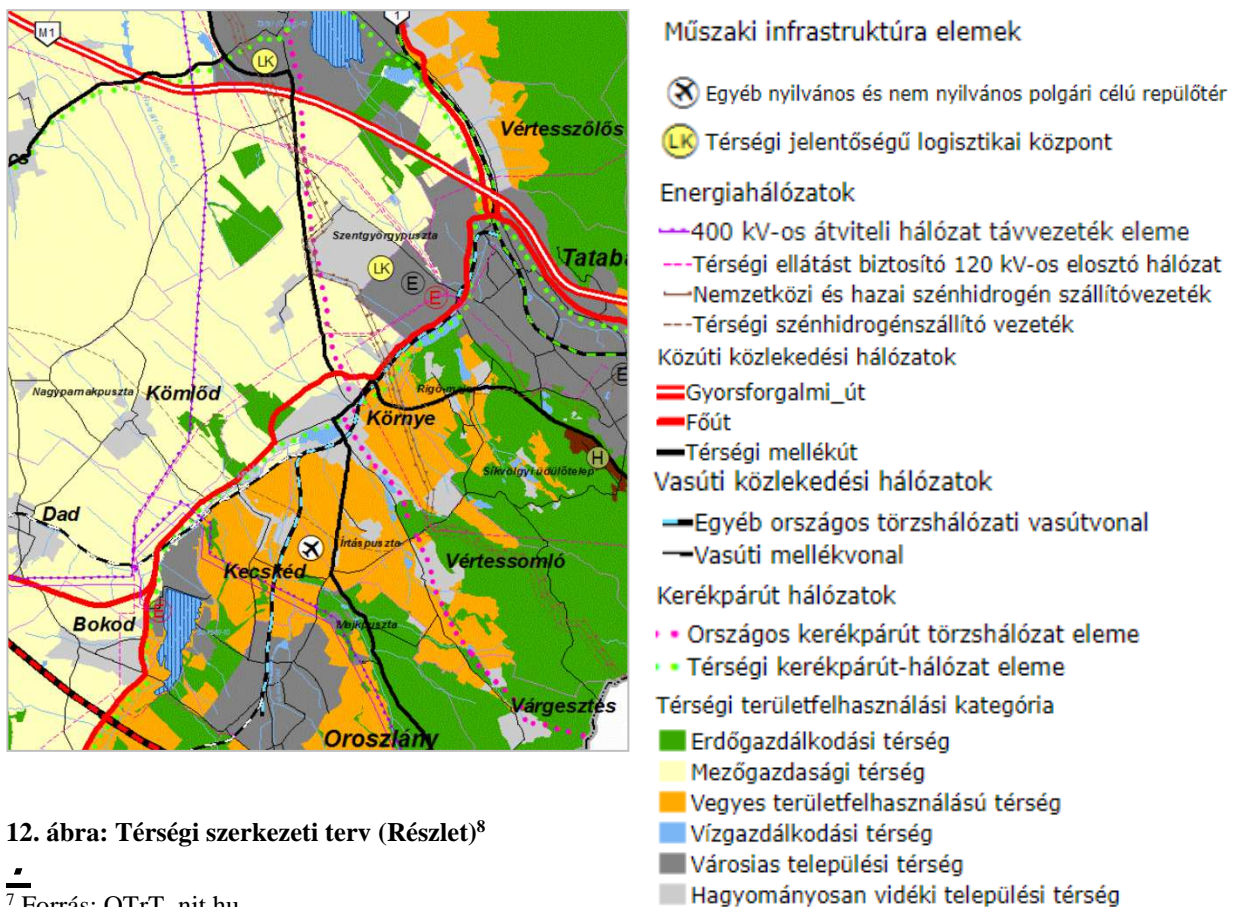 M1
1
LK
Vértesszőlős
Szentgyörgypuszta
LK
Tatab
E
E
E
Nagyparnakpuszta
Kömlőd
Környe
H
Síkvölgyi üdülőtelep
Dad
Írtáspuszta
Vértessomló
Kecskéd
E
Bokod
Majkpuszta
Várgesztes
Oroszlány
Műszaki infrastruktúra elemek
Egyéb nyilvános és nem nyilvános polgári célú repülőtér
LK Térségi jelentőségű logisztikai központ
Energiahálózatok
400 kV-os átviteli hálózat távvezeték eleme
Térségi ellátást biztosító 120 kV-os elosztó hálózat
Nemzetközi és hazai szénhidrogén szállítóvezeték
Térségi szénhidrogénszállító vezeték
Közúti közlekedési hálózatok
Gyorsforgalmi_út
Főút
Térségi mellékút
Vasúti közlekedési hálózatok
Egyéb országos törzshálózati vasútvonal
Vasúti mellékvonal
Kerékpárút hálózatok
Országos kerékpárút törzshálózat eleme
Térségi kerékpárút-hálózat eleme
Térségi területfelhasználási kategória
Erdőgazdálkodási térség
Mezőgazdasági térség
Vegyes területfelhasználású térség
Vízgazdálkodási térség
Városias települési térség
Hagyományosan vidéki települési térség
12. ábra: Térségi szerkezeti terv (Részlet)8
7 Forrás: OTrT, njt.hu